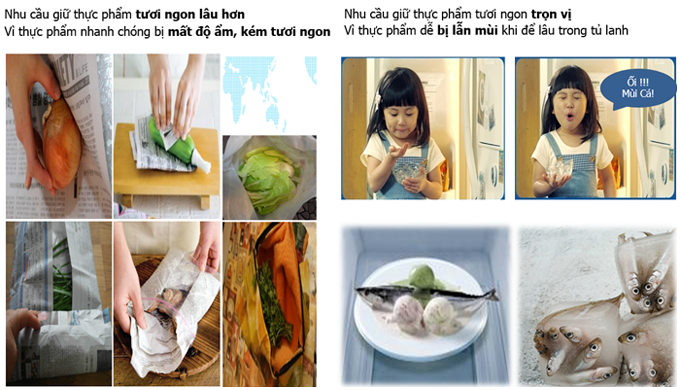 Nhu cầu giữ thực phẩm tươi ngon lâu hơn
Vì thực phẩm nhanh chóng bị mất độ ẩm, kém tươi ngon
Nhu cầu giữ thực phẩm tươi ngon trọn vị
Vì thực phẩm dễ bị lẫn mùi khi để lâu trong tủ lanh
Ối !!!
Mùi Cá!